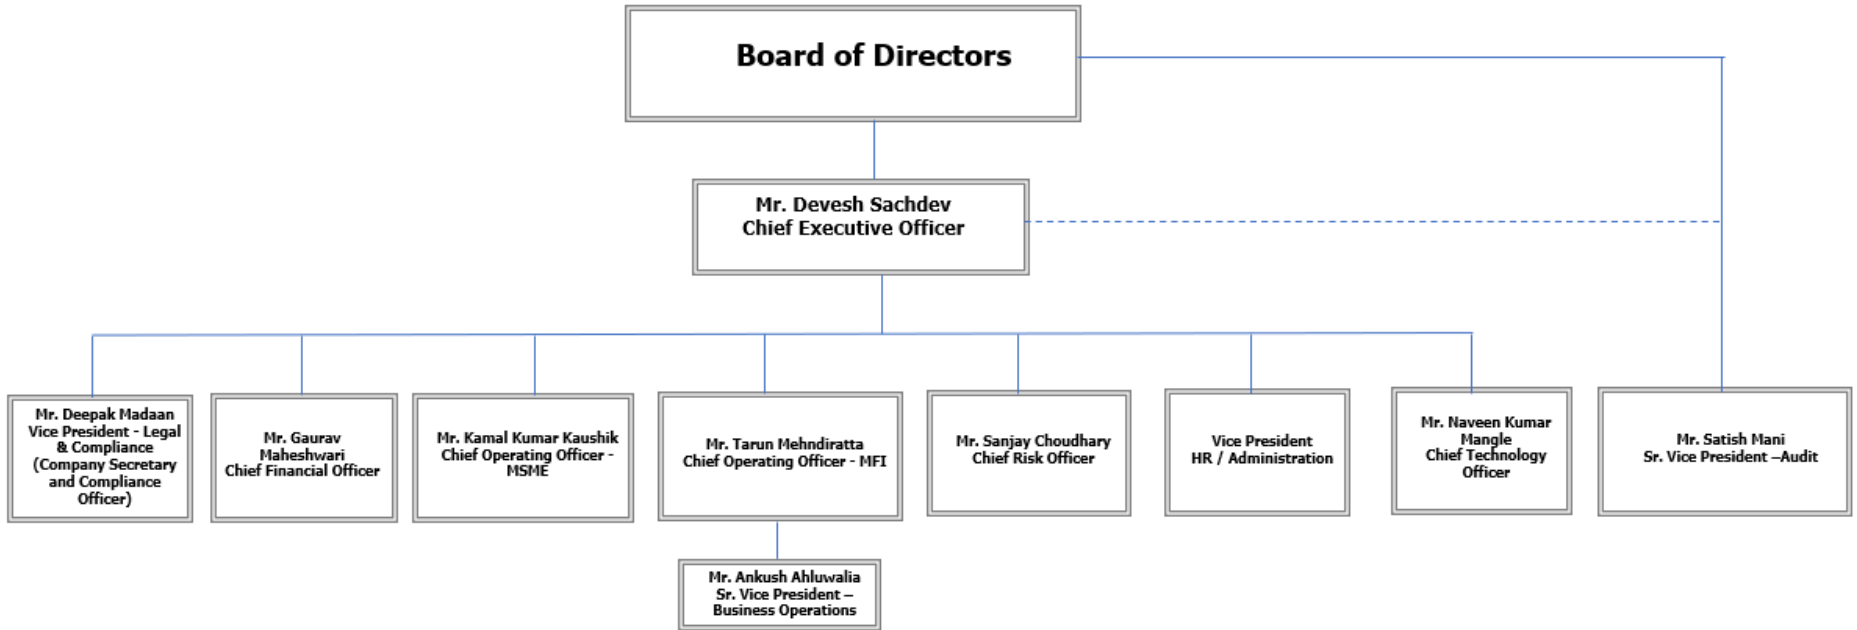 Board of Directors
Mr. Devesh Sachdev
Chief Executive Officer
Mr. Deepak Madaan
Vice President - Legal
& Compliance
(Company Secretary
and Compliance
Officer)
Mr. Gaurav
Maheshwari
Chief Financial Officer
Mr. Kamal Kumar Kaushik
Chief Operating Officer -
MSME
Mr. Tarun Mehndiratta
Chief Operating Officer - MFI
Mr. Sanjay Choudhary
Chief Risk Officer
Vice President
HR / Administration
Mr. Naveen Kumar
Mangle
Chief Technology
Officer
Mr. Satish Mani
Sr. Vice President –Audit
Mr. Ankush Ahluwalia
Sr. Vice President –
Business Operations